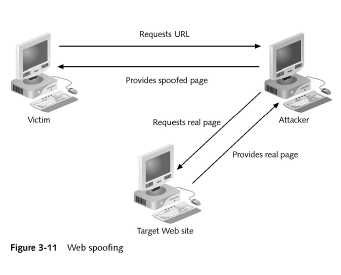 Requests URL
Provides spoofed page
Victim
Attacker
Requests real page
Provides real page
Target Web site
Figure 3-11 Web spoofing